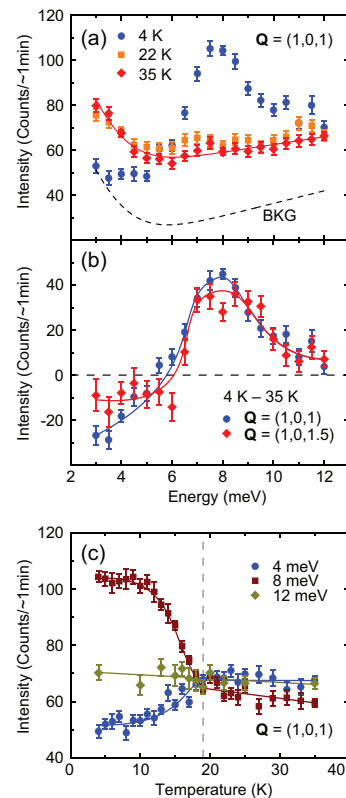 (a)
4 K
22 K
35 K
Q = (1,0,1)
120
100
80
60
40
Intensity (Counts/~1min)
BKG
(b)
40
20
0
-20
Intensity (Counts/~1min)
4 K – 35 K
Q = (1,0,1)
Q = (1,0,1.5)
2 4 6 8 10 12
Energy (meV)
(c)
4 meV
8 meV
12 meV
120
100
80
60
40
Intensity (Counts/~1min)
Q = (1,0,1)
0 10 20 30 40
Temperature (K)